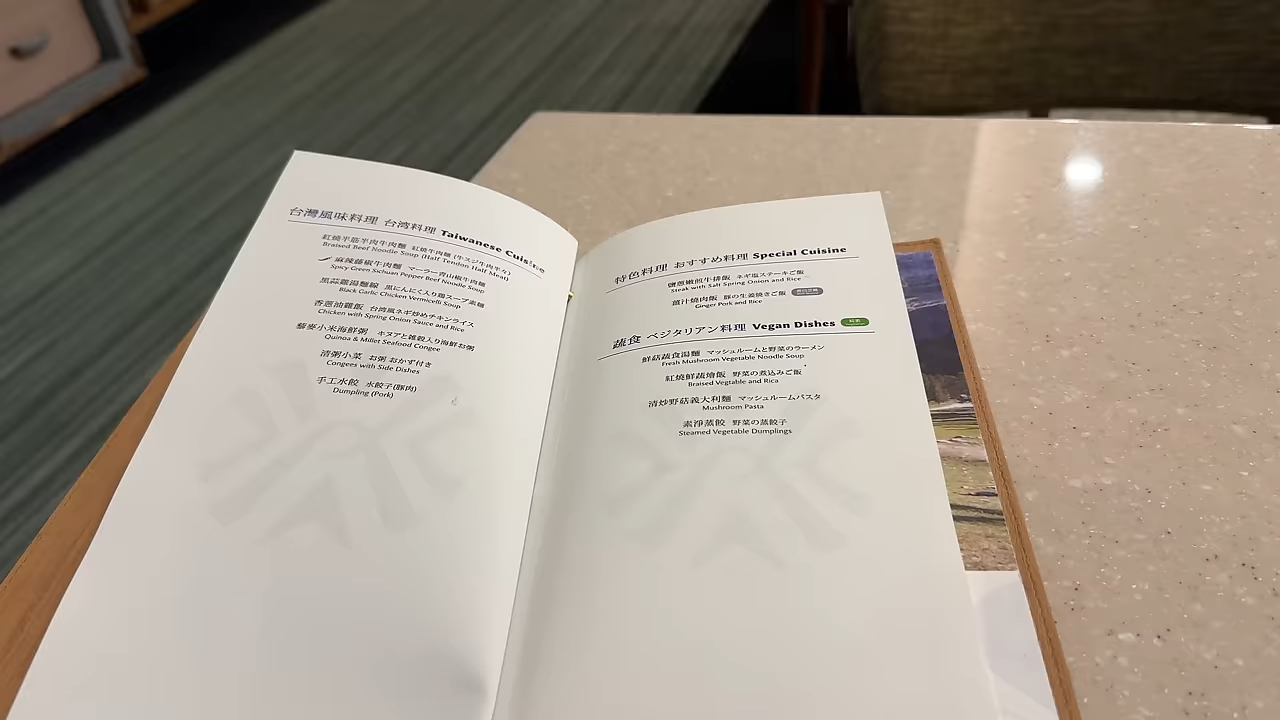 台灣風味料理 台湾料理 Taiwanese Cuisine
紅燒半筋半肉牛肉麵 紅燒牛肉麵 (牛スジ牛肉半々)
Braised Beef Noodle Soup (Half Tendon Half Meat)
麻辣藤椒牛肉麵 マーラー青山椒牛肉麵
Spicy Green Sichuan Pepper Beef Noodle Soup
黑蒜雞湯麵線 黒にんにく入り鶏スープ素麺
Black Garlic Chicken Vermicelli Soup
香蔥油雞飯 台湾風ネギ炒めチキンライス
Chicken with Spring Onion Sauce and Rice
藜麥小米海鮮粥 キヌアと雑穀入り海鮮お粥
Quinoa & Millet Seafood Congee
清粥小菜 お粥 おかず付き
Congees with Side Dishes
手工水餃 水餃子(豚肉)
Dumpling (Pork)
特色料理 おすすめ料理 Special Cuisine
鹽蔥嫩煎牛排飯 ネギ塩ステーキご飯
Steak with Salt Spring Onion and Rice
薑汁燒肉飯 豚の生姜焼きご飯
Ginger Pork and Rice
蔬食 ベジタリアン料理 Vegan Dishes
鮮菇蔬食湯麵 マッシュルームと野菜のラーメン
Fresh Mushroom Vegetable Noodle Soup
紅燒鮮蔬燴飯 野菜の煮込みご飯
Braised Vegtable and Rica
清炒野菇義大利麵 マッシュルームパスタ
Mushroom Pasta
素淨蒸餃 野菜の蒸餃子
Steamed Vegetable Dumplings